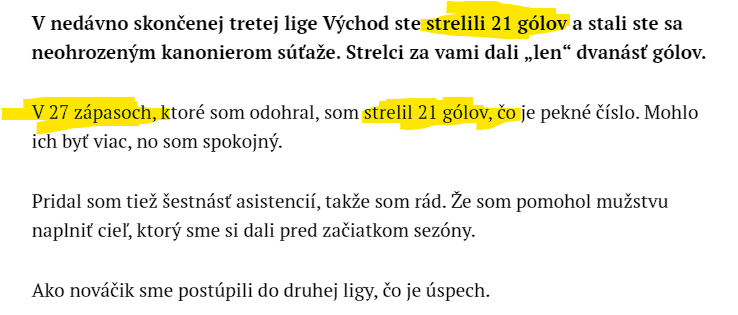 V nedávno skončenej tretej lige Východ ste strelili 21 gólov a stali ste sa
neohrozeným kanonierom súťaže. Strelci za vami dali „len“ dvanásť gólov.
V 27 zápasoch, ktoré som odohral, som strelil 21 gólov, čo je pekné číslo. Mohlo
ich byť viac, no som spokojný.
Pridal som tiež šestnásť asistencií, takže som rád. Že som pomohol mužstvu
naplniť cieľ, ktorý sme si dali pred začiatkom sezóny.
Ako nováčik sme postúpili do druhej ligy, čo je úspech.